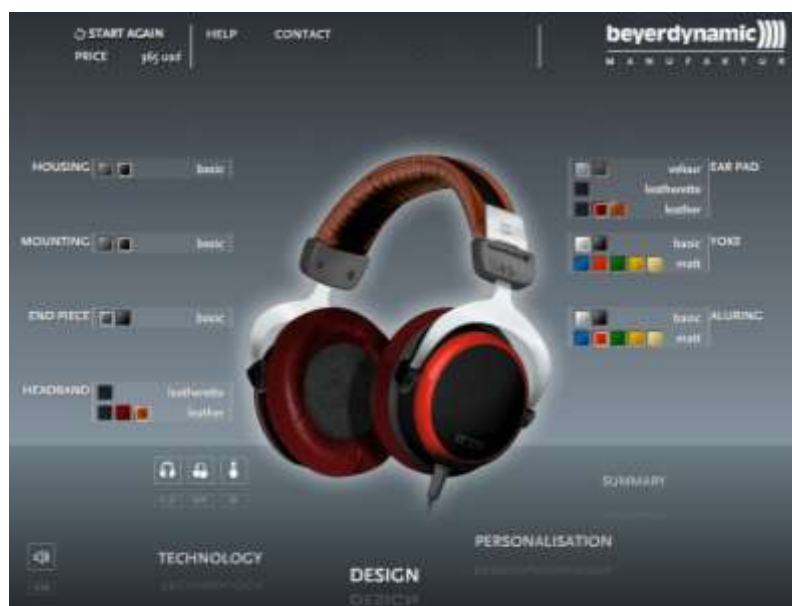 START AGAIN
HELP
CONTACT
PRICE 365 usd
beyerdynamic
MANUFAKTUR
HOUSING basic
velour EAR PAD
leatherette
leather
MOUNTING basic
basic YOKE
matt
END PIECE basic
basic ALURING
matt
HEADBAND leatherette
leather
SUMMARY
PERSONALISATION
TECHNOLOGY
DESIGN